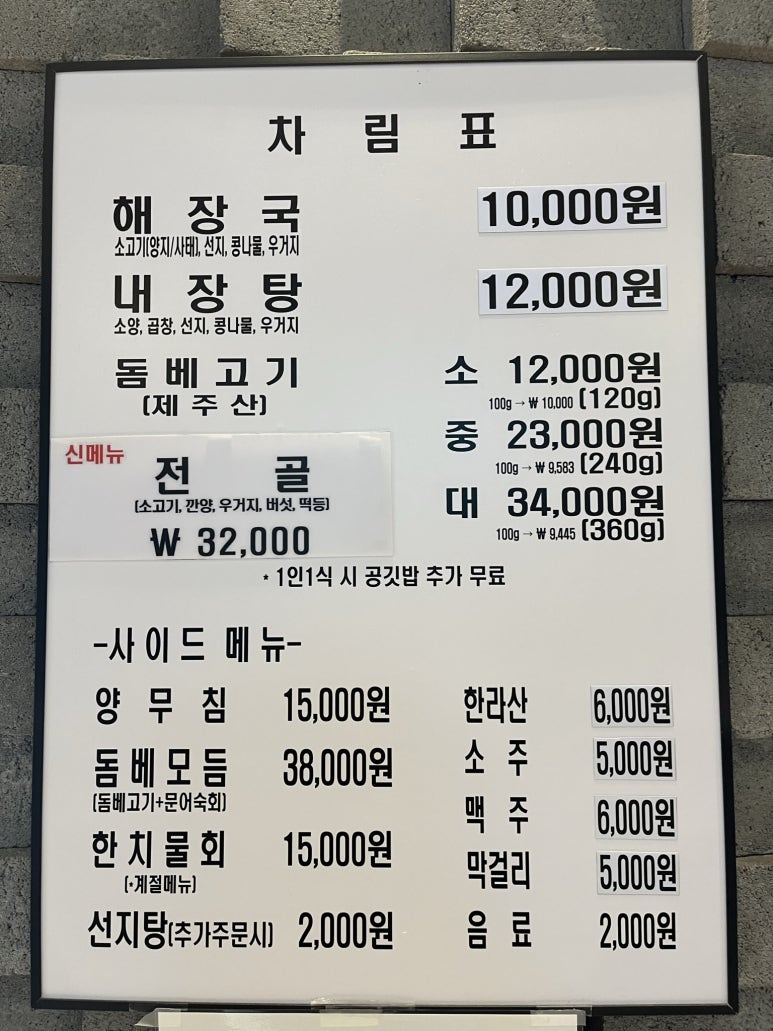 차 림 표
해 장 국 10,000원
소고기(양지/사태), 선지, 콩나물, 우거지
내 장 탕 12,000원
소양, 곱창, 선지, 콩나물, 우거지
돔 베 고 기
(제 주 산)
소 12,000원
100g → ₩ 10,000 (120g)
중 23,000원
100g → ₩ 9,583 (240g)
대 34,000원
100g → ₩ 9,445 (360g)
신메뉴
전 골
(소고기, 깐양, 우거지, 버섯, 떡등)
₩ 32,000
* 1인1식 시 공깃밥 추가 무료
-사 이 드 메 뉴-
양 무 침 15,000원
돔 베 모 듬 38,000원
(돔베고기+문어숙회)
한 치 물 회 15,000원
(*계절메뉴)
선지탕(추가주문시) 2,000원
한라산 6,000원
소 주 5,000원
맥 주 6,000원
막걸리 5,000원
음 료 2,000원